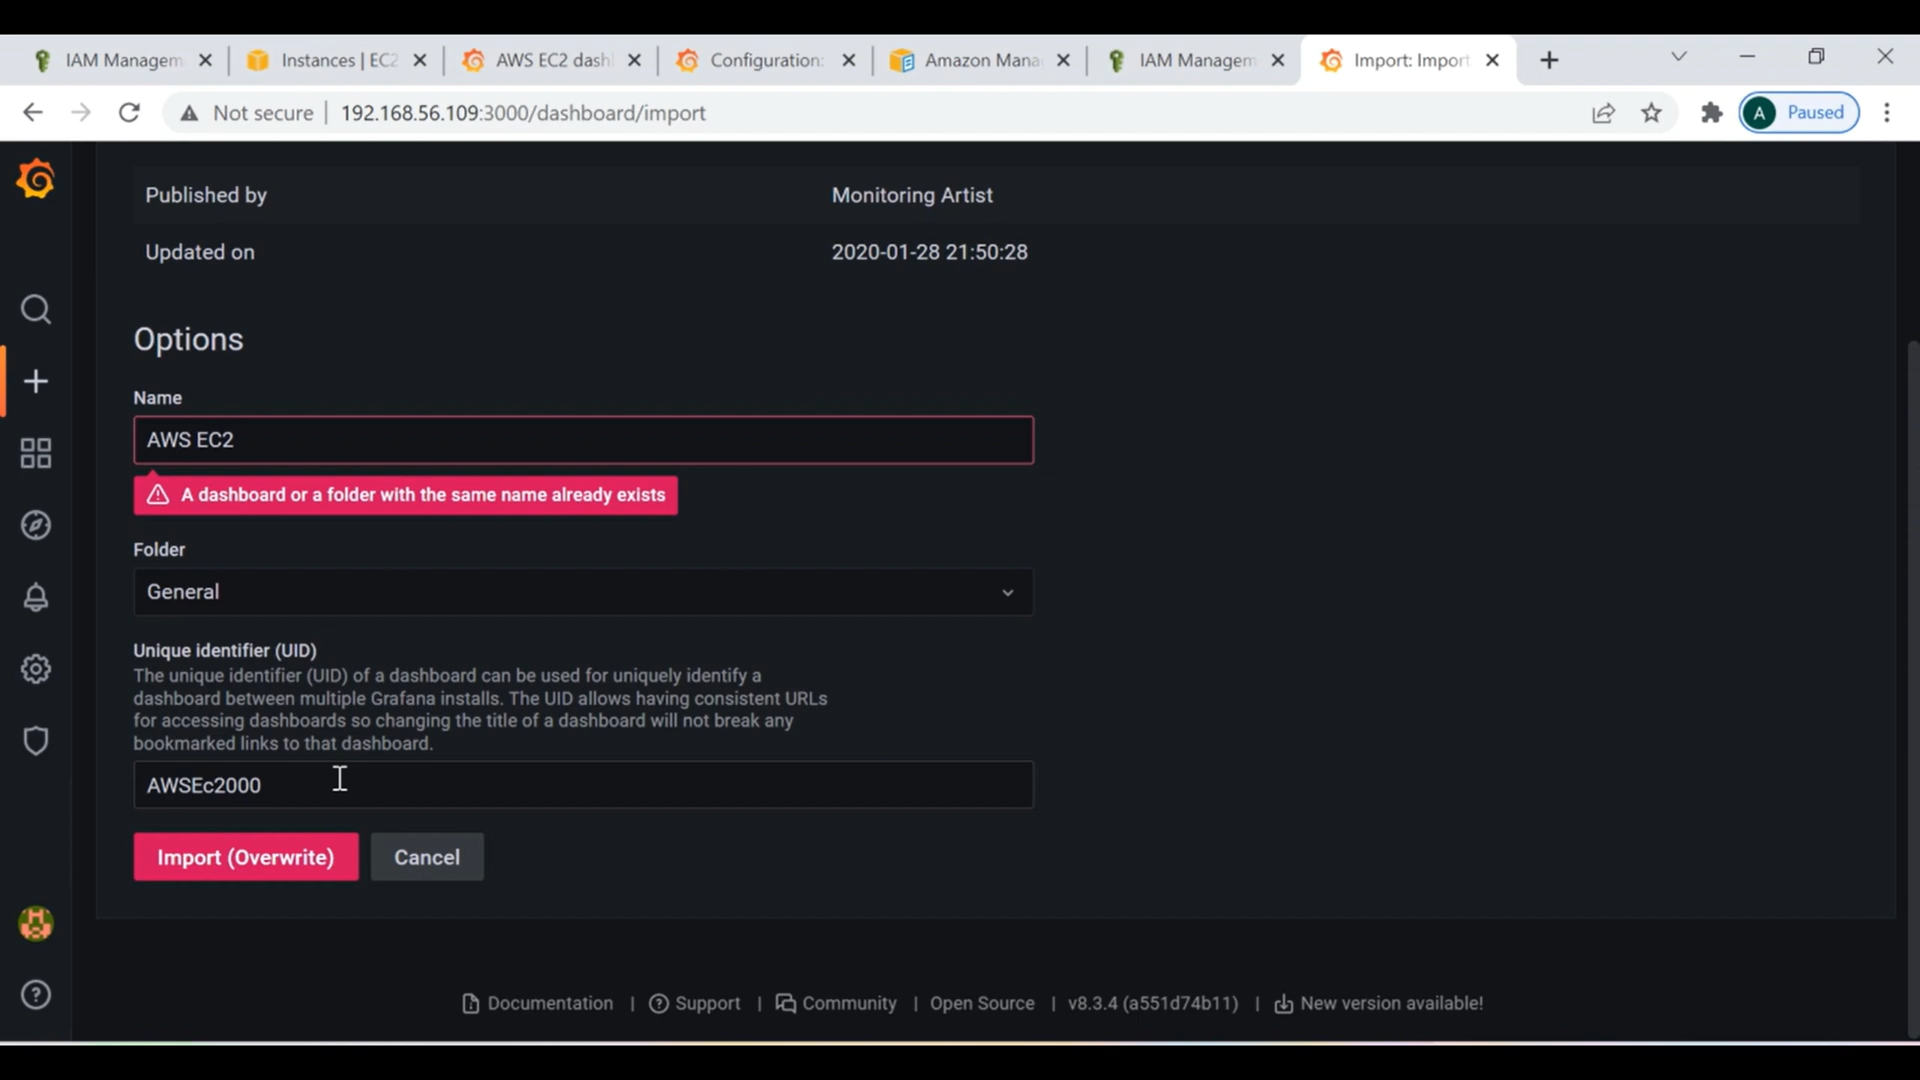 IAM Managem
Instances | EC2
AWS EC2 dash
Configuration:
Amazon Mana
IAM Managem
Import: Import
Not secure
192.168.56.109:3000/dashboard/import
A
Paused
Published by
Monitoring Artist
Updated on
2020-01-28 21:50:28
Options
Name
AWS EC2
A dashboard or a folder with the same name already exists
Folder
General
Unique identifier (UID)
The unique identifier (UID) of a dashboard can be used for uniquely identify a
dashboard between multiple Grafana installs. The UID allows having consistent URLs
for accessing dashboards so changing the title of a dashboard will not break any
bookmarked links to that dashboard.
AWSEc2000
Import (Overwrite)
Cancel
Documentation | Support | Community | Open Source | v8.3.4 (a551d74b11) | New version available!